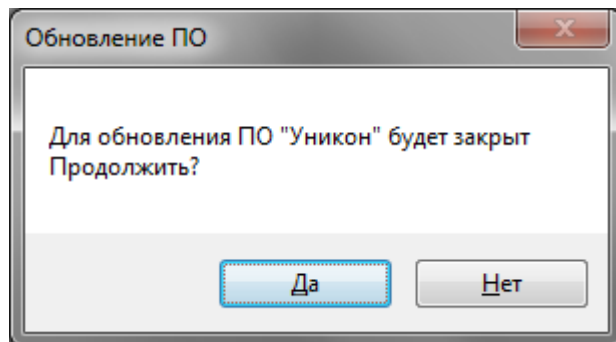 Обновление ПО
Для обновления ПО "Уникон" будет закрыт
Продолжить?
Да
Нет